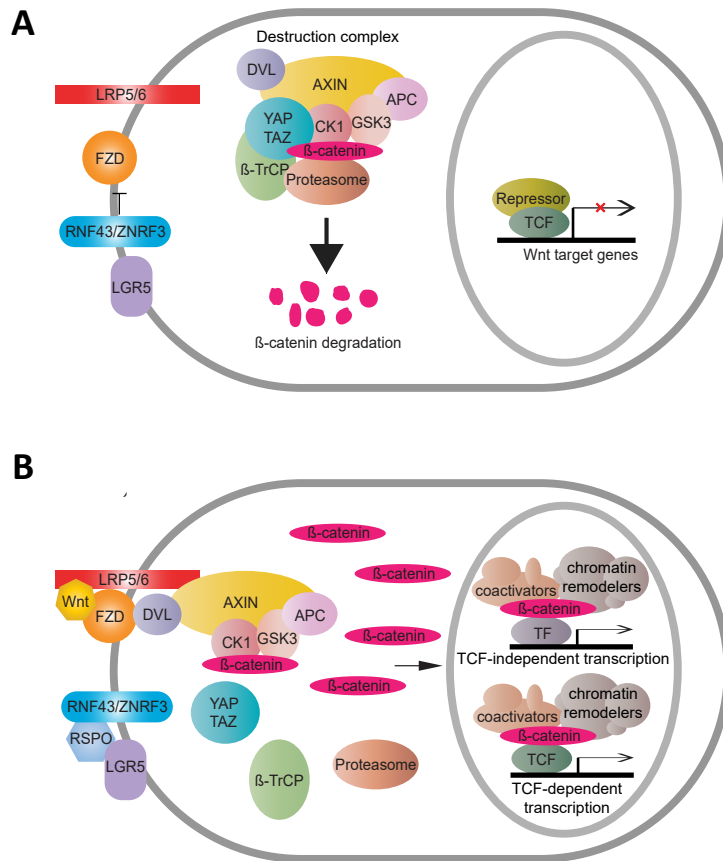 A
Destruction complex
DVL
AXIN
LRP5/6
APC
YAP
TAZ
CK1
GSK3
FZD
ß-catenin
ß-TrCP
Proteasome
Repressor
TCF
RNF43/ZNRF3
Wnt target genes
LGR5
ß-catenin degradation
B
ß-catenin
chromatin
remodelers
LRP5/6
coactivators
ß-catenin
Wnt
AXIN
ß-catenin
FZD
DVL
APC
TF
CK1
GSK3
ß-catenin
ß-catenin
TCF-independent transcription
ß-catenin
chromatin
remodelers
RNF43/ZNRF3
YAP
TAZ
coactivators
RSPO
ß-catenin
LGR5
ß-TrCP
Proteasome
TCF
TCF-dependent
transcription